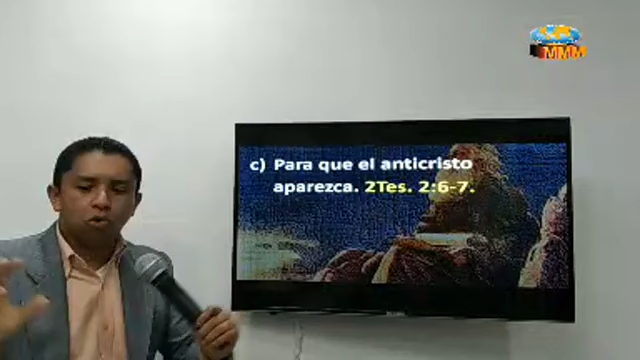 MMM
c) Para que el anticristo
aparezca. 2Tes. 2:6-7.